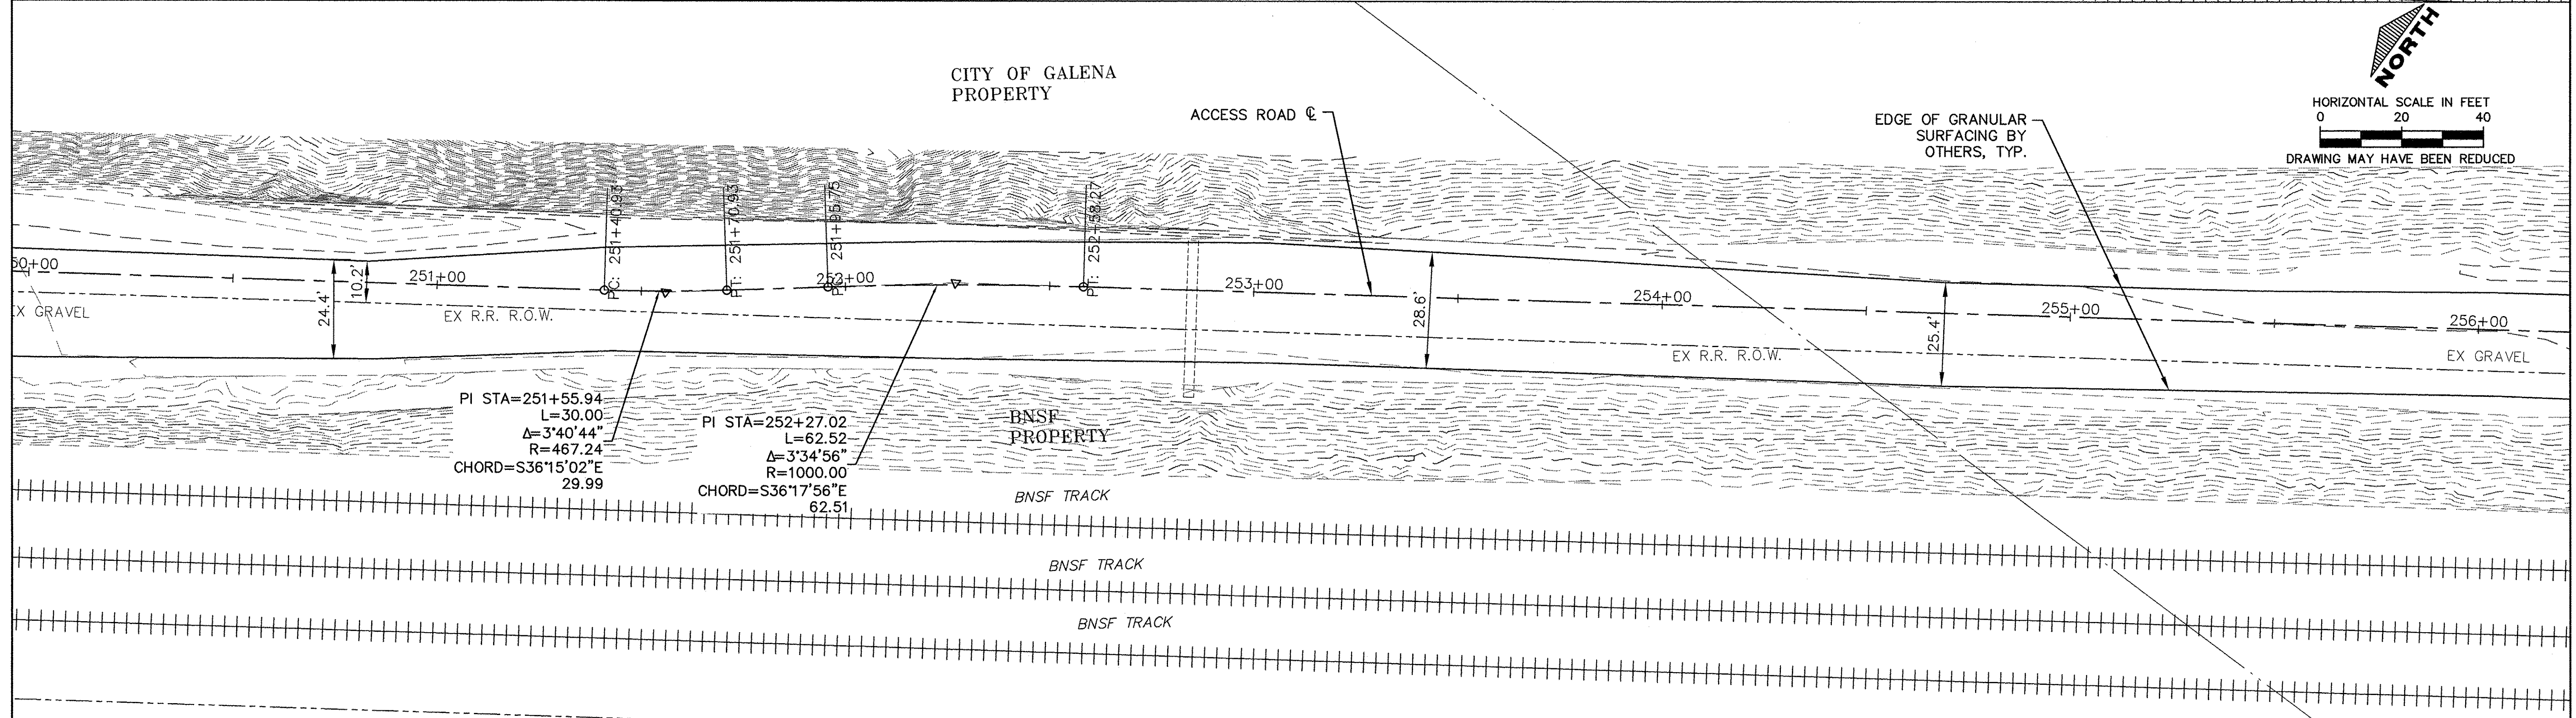 CITY OF GALENA
PROPERTY
NORTH
HORIZONTAL SCALE IN FEET
0 20 40
DRAWING MAY HAVE BEEN REDUCED
ACCESS ROAD ℄
EDGE OF GRANULAR
SURFACING BY
OTHERS, TYP.
PC: 251+40.93
PT: 251+70.93
PC: 251+95.75
PT: 252+58.27
50+00
251+00
252+00
253+00
254+00
255+00
256+00
24.4'
10.2'
28.6'
25.4'
EX GRAVEL
EX R.R. R.O.W.
EX R.R. R.O.W.
EX GRAVEL
PI STA=251+55.94
L=30.00
Δ=3°40'44"
R=467.24
CHORD=S36°15'02"E
29.99
PI STA=252+27.02
L=62.52
Δ=3°34'56"
R=1000.00
CHORD=S36°17'56"E
62.51
BNSF
PROPERTY
BNSF TRACK
BNSF TRACK
BNSF TRACK